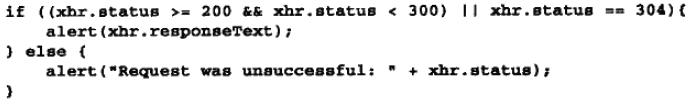 if ((xhr.status >= 200 && xhr.status < 300) || xhr.status == 304){
    alert(xhr.responseText);
} else {
    alert("Request was unsuccessful: " + xhr.status);
}